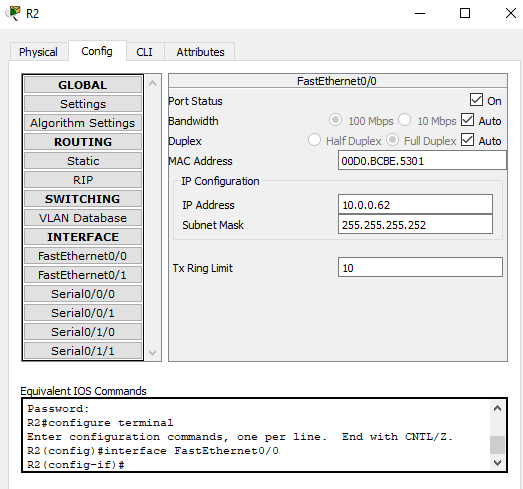 R2
Physical Config CLI Attributes
GLOBAL
Settings
Algorithm Settings
ROUTING
Static
RIP
SWITCHING
VLAN Database
INTERFACE
FastEthernet0/0
FastEthernet0/1
Serial0/0/0
Serial0/0/1
Serial0/1/0
Serial0/1/1
FastEthernet0/0
Port Status On
Bandwidth 100 Mbps 10 Mbps Auto
Duplex Half Duplex Full Duplex Auto
MAC Address 00D0.BCBE.5301
IP Configuration
IP Address 10.0.0.62
Subnet Mask 255.255.255.252
Tx Ring Limit 10
Equivalent IOS Commands
Password:
R2#configure terminal
Enter configuration commands, one per line. End with CNTL/Z.
R2(config)#interface FastEthernet0/0
R2(config-if)#